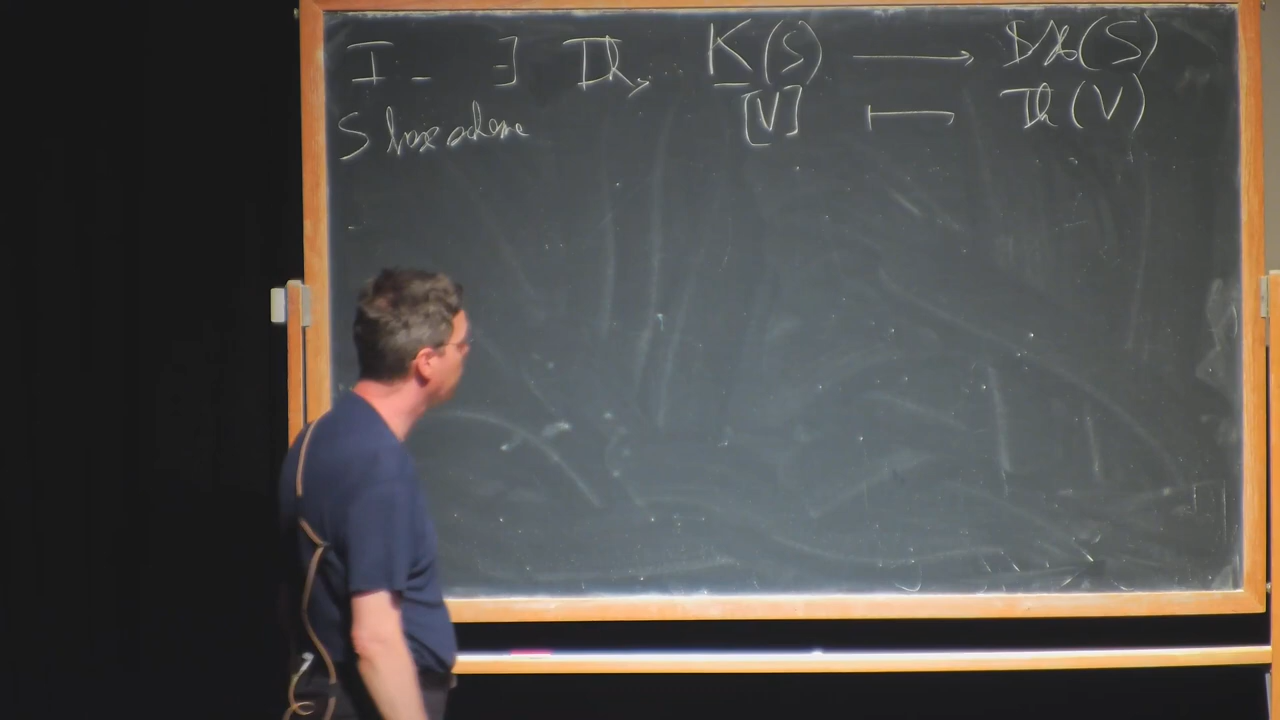 I - ∃ Th, K(S) ⟶ SH(S)
S base scheme [V] ⟼ Th(V)